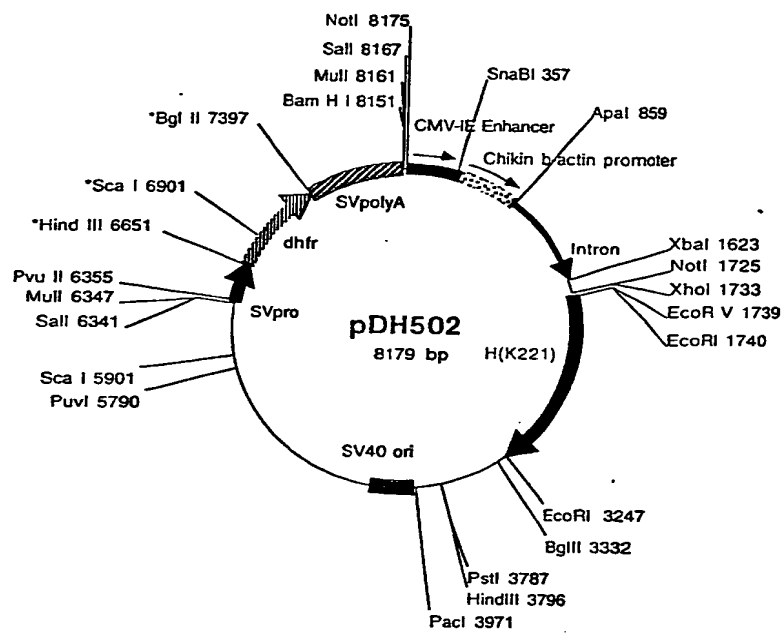 NotI 8175
SalI 8167
MulI 8161
Bam H I 8151
*Bgl II 7397
*Sca I 6901
*Hind III 6651
Pvu II 6355
MulI 6347
SalI 6341
Sca I 5901
PuvI 5790
SnaBI 357
CMV-IE Enhancer
ApaI 859
Chikin b-actin promoter
SVpolyA
dhfr
SVpro
Intron
XbaI 1623
NotI 1725
XhoI 1733
EcoR V 1739
EcoRI 1740
pDH502
8179 bp
H(K221)
SV40 ori
EcoRI 3247
BglII 3332
PstI 3787
HindIII 3796
PacI 3971